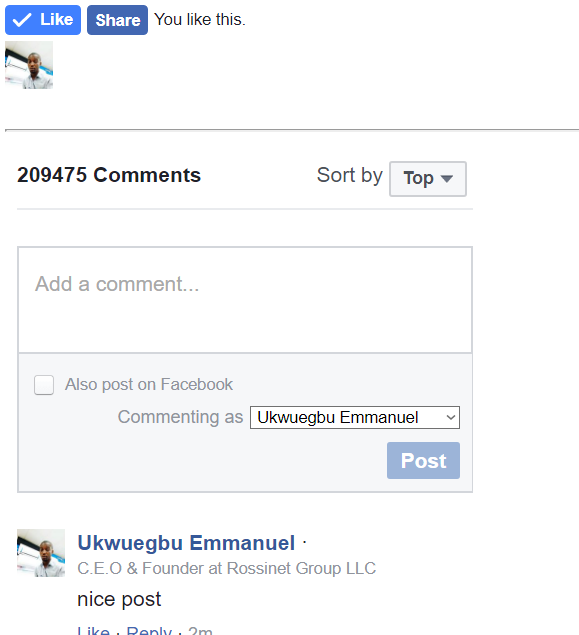 Like Share You like this.
209475 Comments Sort by Top
Add a comment...
Also post on Facebook
Commenting as Ukwuegbu Emmanuel
Post
Ukwuegbu Emmanuel ·
C.E.O & Founder at Rossinet Group LLC
nice post
Like · Reply · 2m